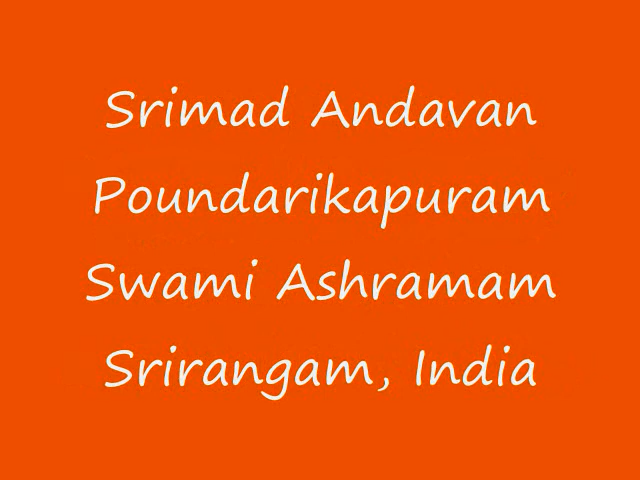 Srimad Andavan
Poundarikapuram
Swami Ashramam
Srirangam, India